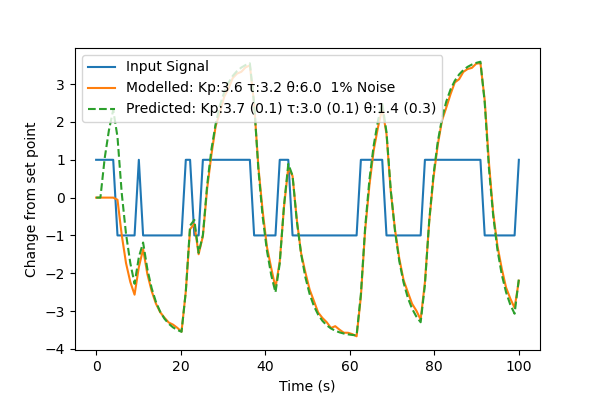 Input Signal
Modelled: Kp:3.6 τ:3.2 θ:6.0  1% Noise
Predicted: Kp:3.7 (0.1) τ:3.0 (0.1) θ:1.4 (0.3)
Change from set point
3
2
1
0
−1
−2
−3
−4
0 20 40 60 80 100
Time (s)